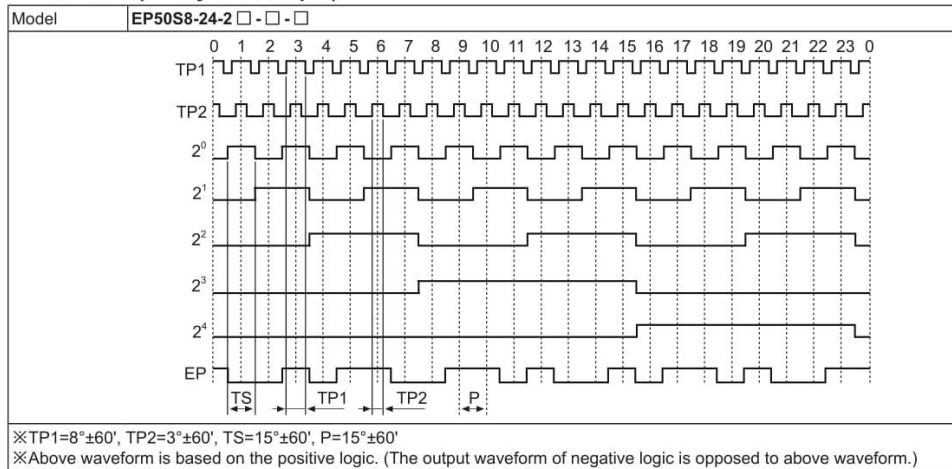 Model EP50S8-24-2 □ - □ - □
0 1 2 3 4 5 6 7 8 9 10 11 12 13 14 15 16 17 18 19 20 21 22 23 0
TP1
TP2
2⁰
2¹
2²
2³
2⁴
EP
TS TP1 TP2 P
※TP1=8°±60', TP2=3°±60', TS=15°±60', P=15°±60'
※Above waveform is based on the positive logic. (The output waveform of negative logic is opposed to above waveform.)